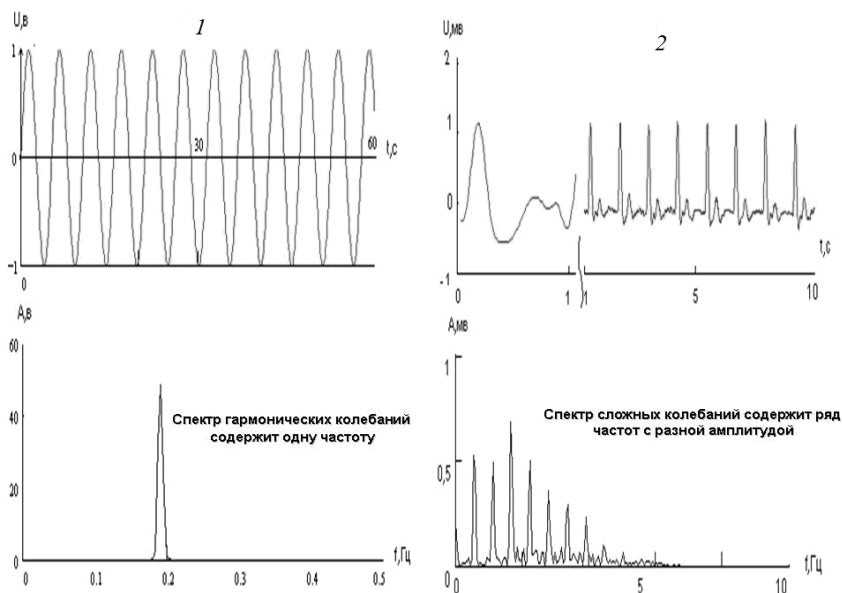 U,в
1
1
0
30
60
t,с
-1
0
U,мв
2
2
1
0
-1
t,с
0
1
1
5
10
A,в
60
40
20
0
Спектр гармонических колебаний
содержит одну частоту
f,Гц
0
0.1
0.2
0.3
0.4
0.5
A,мв
1
0,5
0
Спектр сложных колебаний содержит ряд
частот с разной амплитудой
f,Гц
0
5
10